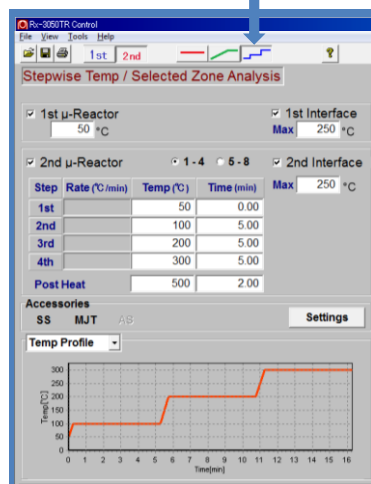 Rx-3050TR Control
File View Tools Help
1st 2nd ?
Stepwise Temp / Selected Zone Analysis
1st µ-Reactor 1st Interface
50 °C Max 250 °C
2nd µ-Reactor 1 - 4 5 - 8 2nd Interface
Step Rate (℃/min) Temp (℃) Time (min) Max 250 °C
1st 50 0.00
2nd 100 5.00
3rd 200 5.00
4th 300 5.00
Post Heat 500 2.00
Accessories
SS MJT AS Settings
Temp Profile
300
250
200
150
100
50
0
Temp[℃]
0 1 2 3 4 5 6 7 8 9 10 11 12 13 14 15 16
Time[min]